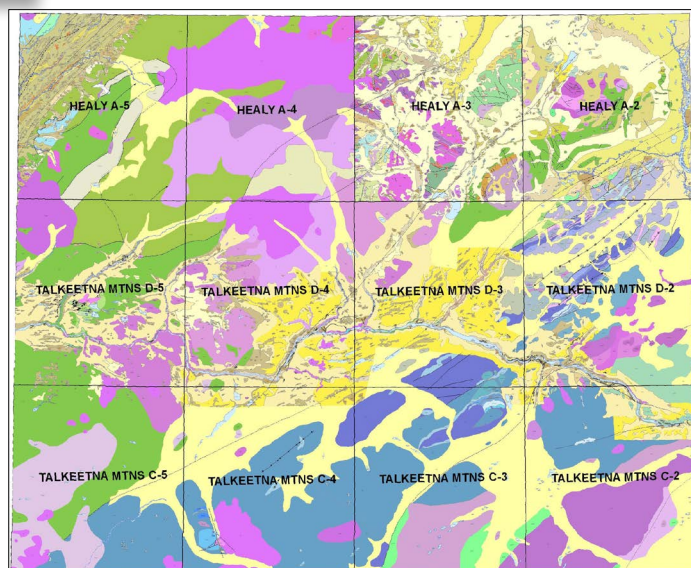 HEALY A-5
HEALY A-4
HEALY A-3
HEALY A-2
TALKEETNA MTNS D-5
TALKEETNA MTNS D-4
TALKEETNA MTNS D-3
TALKEETNA MTNS D-2
TALKEETNA MTNS C-5
TALKEETNA MTNS C-4
TALKEETNA MTNS C-3
TALKEETNA MTNS C-2